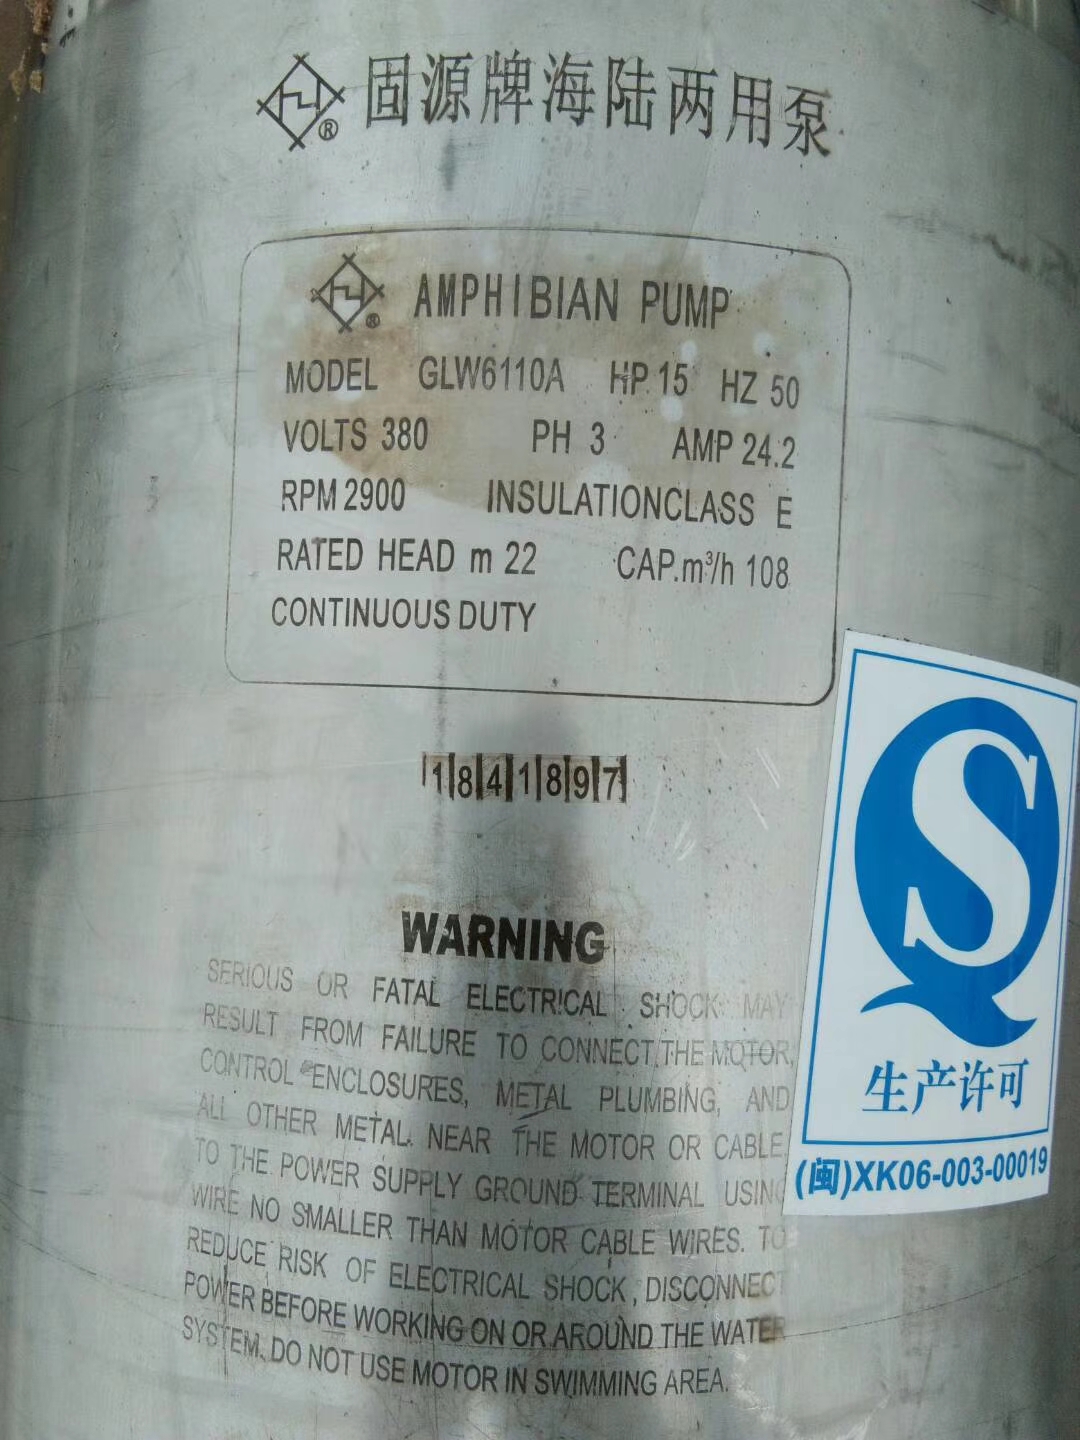 ® 固源牌海陆两用泵
® AMPHIBIAN PUMP
MODEL GLW6110A HP 15 HZ 50
VOLTS 380 PH 3 AMP 24.2
RPM 2900 INSULATIONCLASS E
RATED HEAD m 22 CAP.m³/h 108
CONTINUOUS DUTY
1841897
WARNING
SERIOUS OR FATAL ELECTRICAL SHOCK MAY
RESULT FROM FAILURE TO CONNECT THE MOTOR,
CONTROL ENCLOSURES, METAL PLUMBING, AND
ALL OTHER METAL NEAR THE MOTOR OR CABLE,
TO THE POWER SUPPLY GROUND TERMINAL USING
WIRE NO SMALLER THAN MOTOR CABLE WIRES. TO
REDUCE RISK OF ELECTRICAL SHOCK, DISCONNECT
POWER BEFORE WORKING ON OR AROUND THE WATER
SYSTEM. DO NOT USE MOTOR IN SWIMMING AREA.
QS
生产许可
(闽)XK06-003-00019